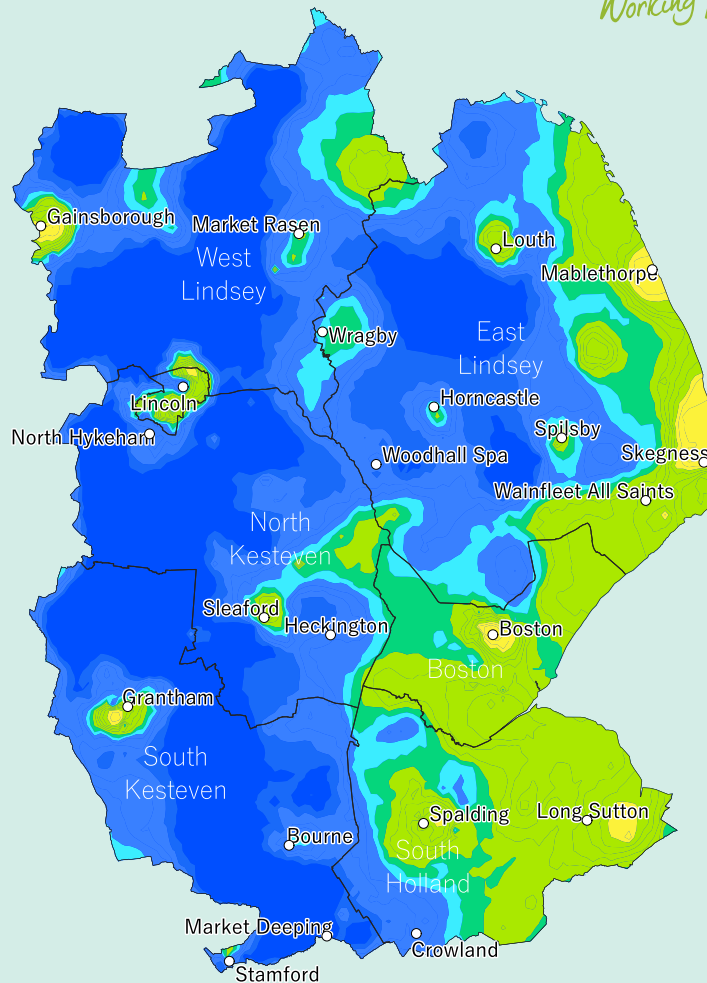 Working
Gainsborough
Market Rasen
West
Lindsey
Louth
Mablethorpe
Wragby
East
Lindsey
Lincoln
Horncastle
North Hykeham
Spilsby
Woodhall Spa
Skegness
Wainfleet All Saints
North
Kesteven
Sleaford
Heckington
Boston
Boston
Grantham
South
Kesteven
Spalding
Long Sutton
Bourne
South
Holland
Market Deeping
Crowland
Stamford